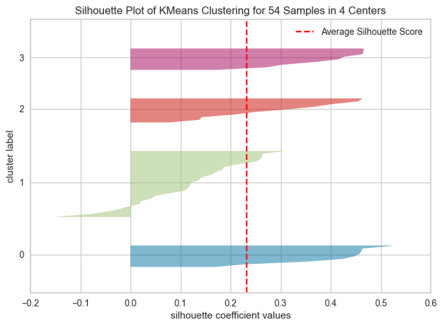 Silhouette Plot of KMeans Clustering for 54 Samples in 4 Centers
Average Silhouette Score
3
2
1
0
cluster label
−0.2 −0.1 0.0 0.1 0.2 0.3 0.4 0.5 0.6
silhouette coefficient values